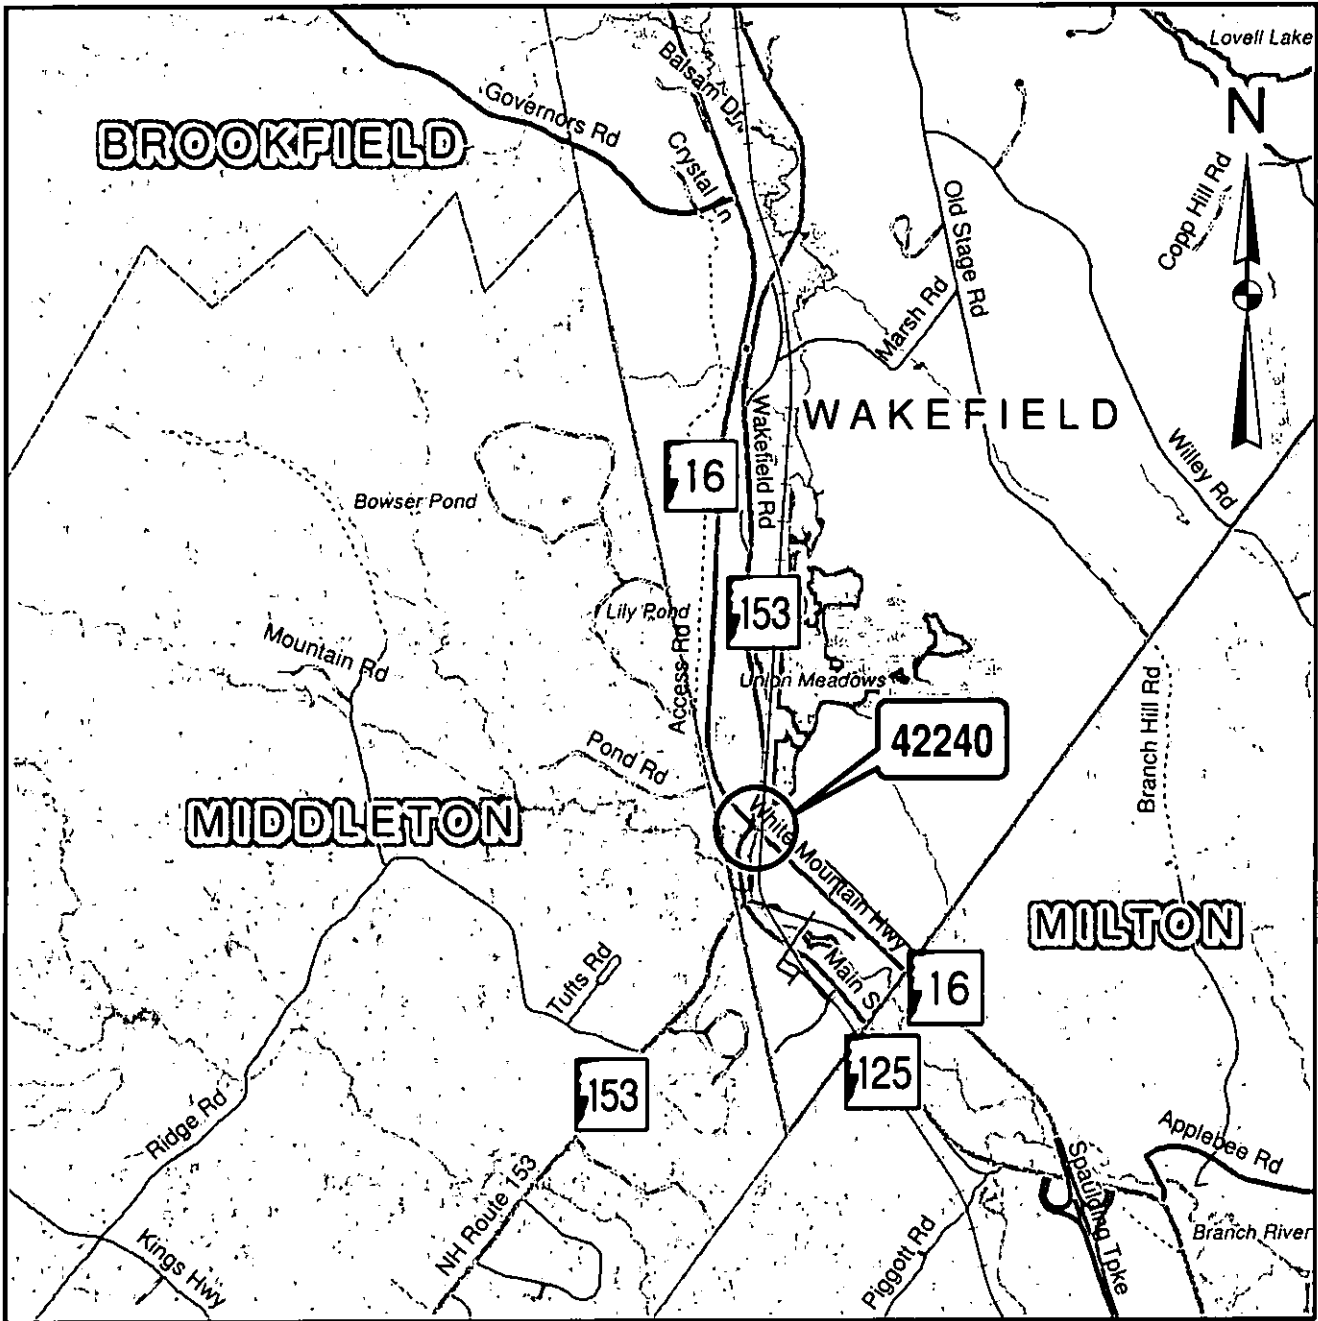 Lovell Lake
Balsam Dr
Governors Rd
N
BROOKFIELD
Crystal Ln
Copp Hill Rd
Old Stage Rd
Marsh Rd
WAKEFIELD
Wakefield Rd
Willey Rd
16
Bowser Pond
153
Lily Pond
Mountain Rd
Access Rd
Union Meadows
Branch Hill Rd
42240
Pond Rd
MIDDLETON
White Mountain Hwy
MILTON
Main S
Tufts Rd
16
125
153
Ridge Rd
Applebee Rd
Spaulding Tpke
NH Route 153
Piggott Rd
Branch River
Kings Hwy